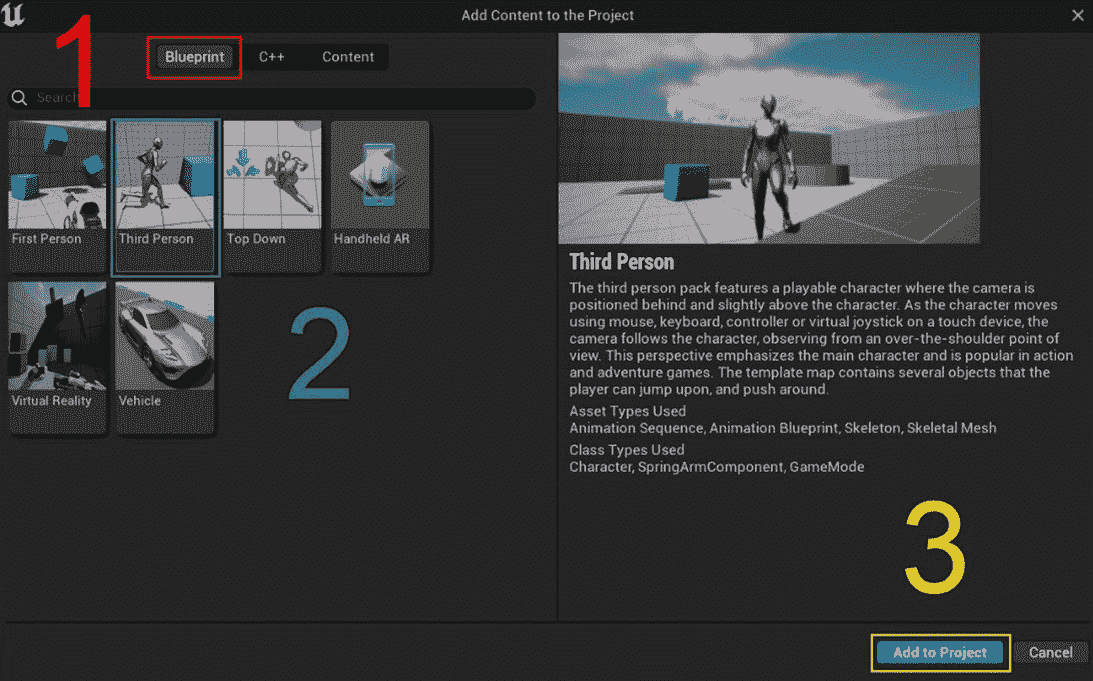 Add Content to the Project
1
Blueprint
C++
Content
Search
First Person
Third Person
Top Down
Handheld AR
Virtual Reality
Vehicle
2
Third Person
The third person pack features a playable character where the camera is
positioned behind and slightly above the character. As the character moves
using mouse, keyboard, controller or virtual joystick on a touch device, the
camera follows the character, observing from an over-the-shoulder point of
view. This perspective emphasizes the main character and is popular in action
and adventure games. The template map contains several objects that the
player can jump upon, and push around.
Asset Types Used
Animation Sequence, Animation Blueprint, Skeleton, Skeletal Mesh
Class Types Used
Character, SpringArmComponent, GameMode
3
Add to Project
Cancel